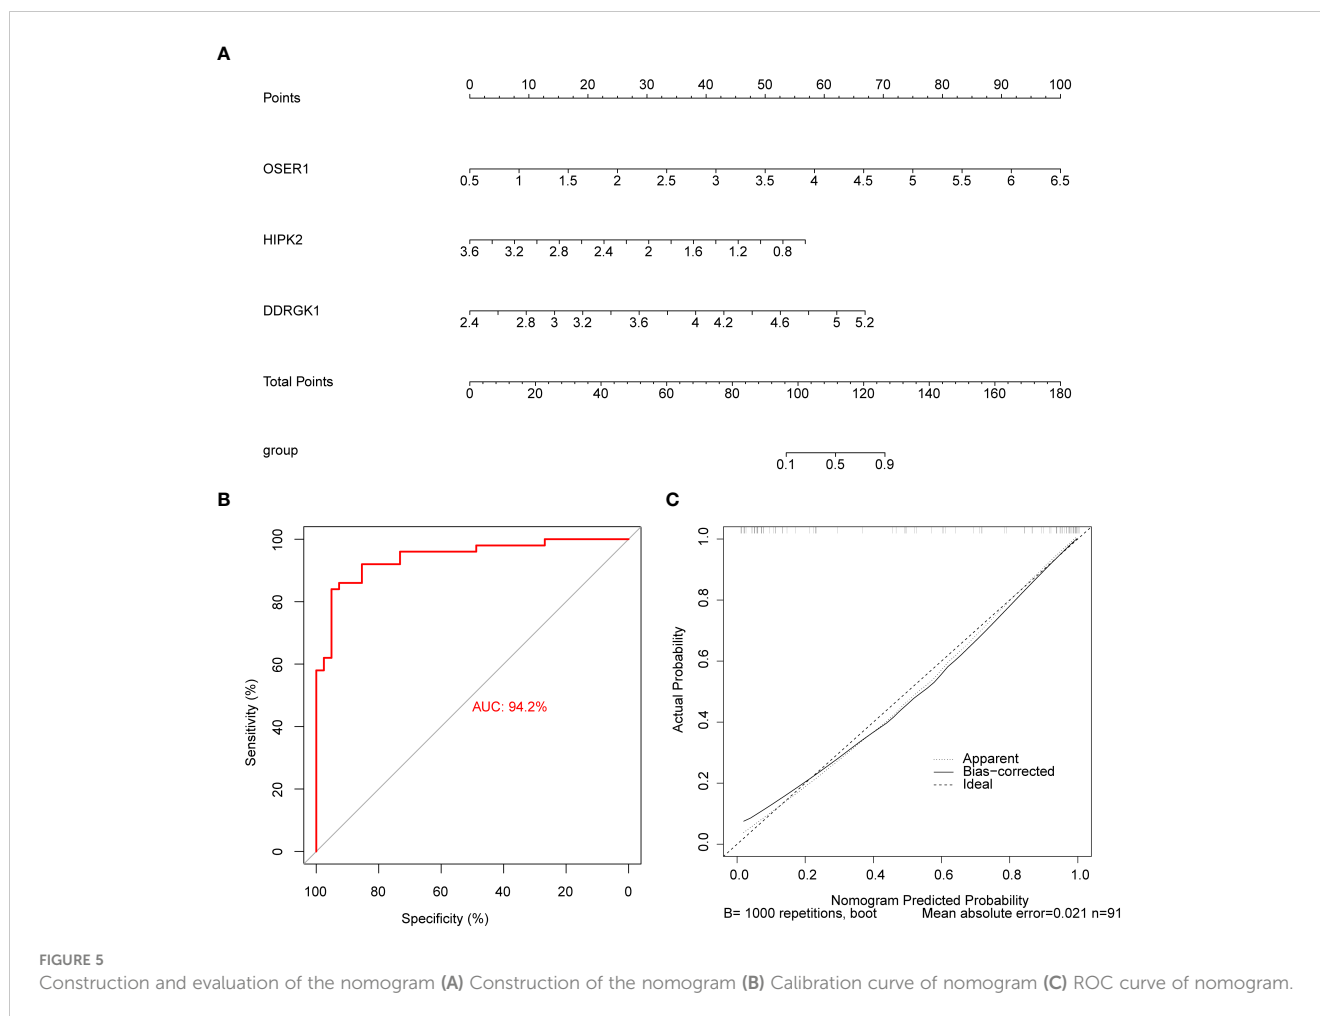 A
Points
0 10 20 30 40 50 60 70 80 90 100
OSER1
0.5 1 1.5 2 2.5 3 3.5 4 4.5 5 5.5 6 6.5
HIPK2
3.6 3.2 2.8 2.4 2 1.6 1.2 0.8
DDRGK1
2.4 2.8 3 3.2 3.6 4 4.2 4.6 5 5.2
Total Points
0 20 40 60 80 100 120 140 160 180
group
0.1 0.5 0.9
B
Sensitivity (%)
0 20 40 60 80 100
AUC: 94.2%
100 80 60 40 20 0
Specificity (%)
C
Actual Probability
0.0 0.2 0.4 0.6 0.8 1.0
Apparent
Bias−corrected
Ideal
0.0 0.2 0.4 0.6 0.8 1.0
Nomogram Predicted Probability
B= 1000 repetitions, boot Mean absolute error=0.021 n=91
FIGURE 5
Construction and evaluation of the nomogram (A) Construction of the nomogram (B) Calibration curve of nomogram (C) ROC curve of nomogram.